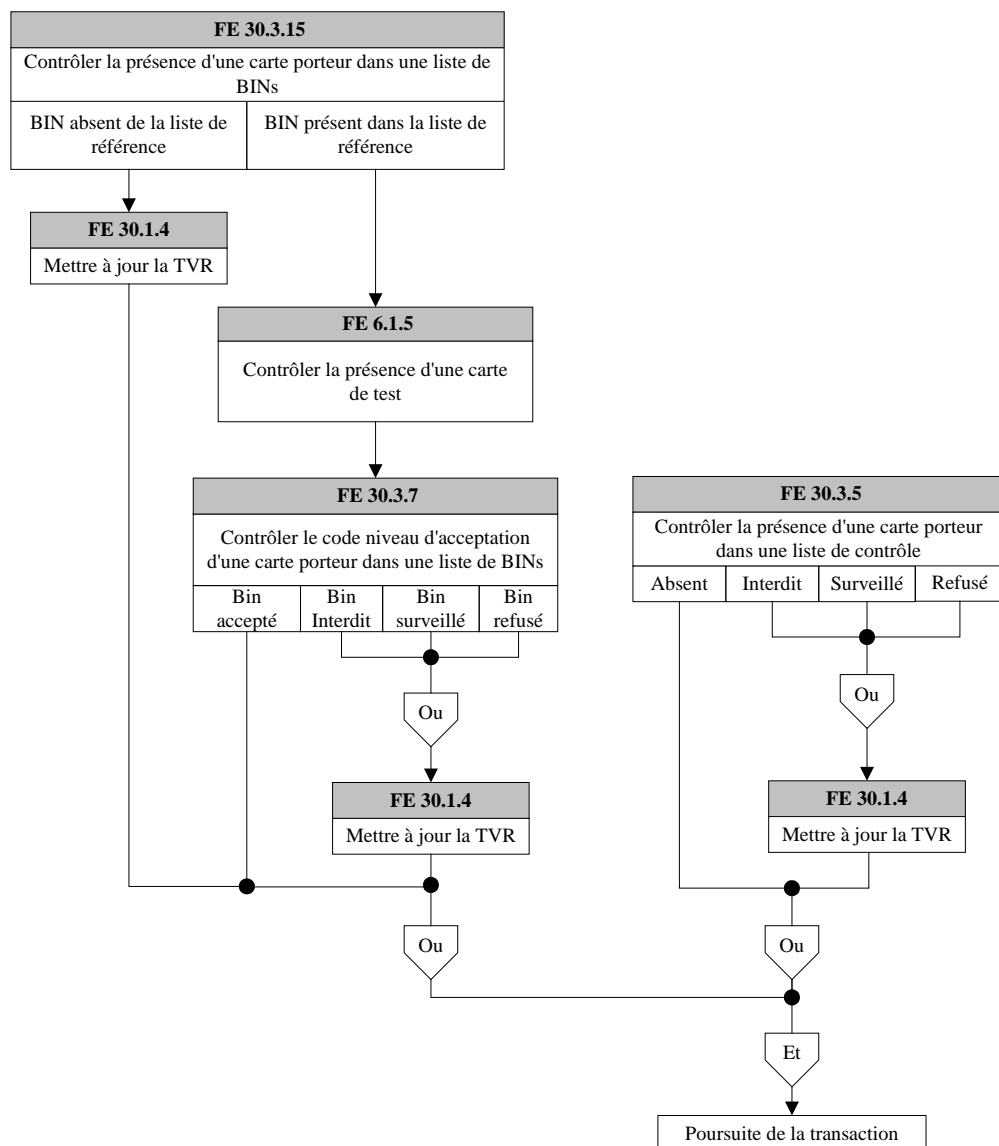 FE 30.3.15
Contrôler la présence d'une carte porteur dans une liste de
BINs
BIN absent de la liste de
référence
BIN présent dans la liste de
référence
FE 30.1.4
Mettre à jour la TVR
FE 6.1.5
Contrôler la présence d'une carte
de test
FE 30.3.7
Contrôler le code niveau d'acceptation
d'une carte porteur dans une liste de BINs
Bin
accepté
Bin
Interdit
Bin
surveillé
Bin
refusé
FE 30.3.5
Contrôler la présence d'une carte porteur
dans une liste de contrôle
Absent
Interdit
Surveillé
Refusé
Ou
Ou
FE 30.1.4
Mettre à jour la TVR
FE 30.1.4
Mettre à jour la TVR
Ou
Ou
Et
Poursuite de la transaction